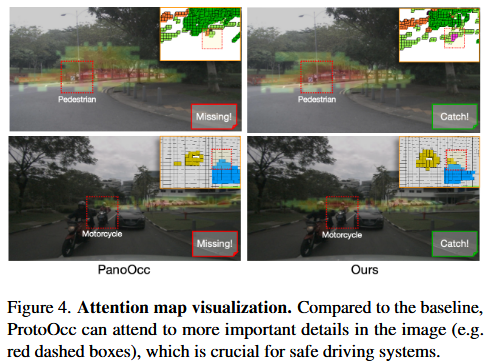 Pedestrian
Missing!
Pedestrian
Catch!
Motorcycle
Missing!
Motorcycle
Catch!
PanoOcc
Ours
Figure 4. Attention map visualization. Compared to the baseline,
ProtoOcc can attend to more important details in the image (e.g.
red dashed boxes), which is crucial for safe driving systems.